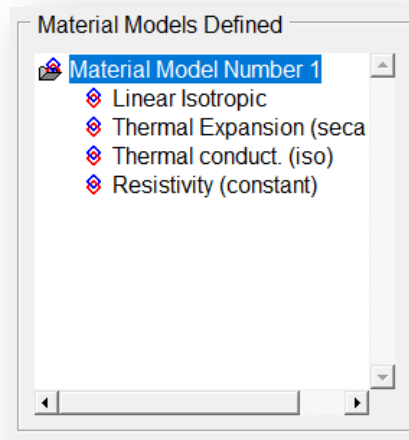 Material Models Defined
Material Model Number 1
Linear Isotropic
Thermal Expansion (seca
Thermal conduct. (iso)
Resistivity (constant)